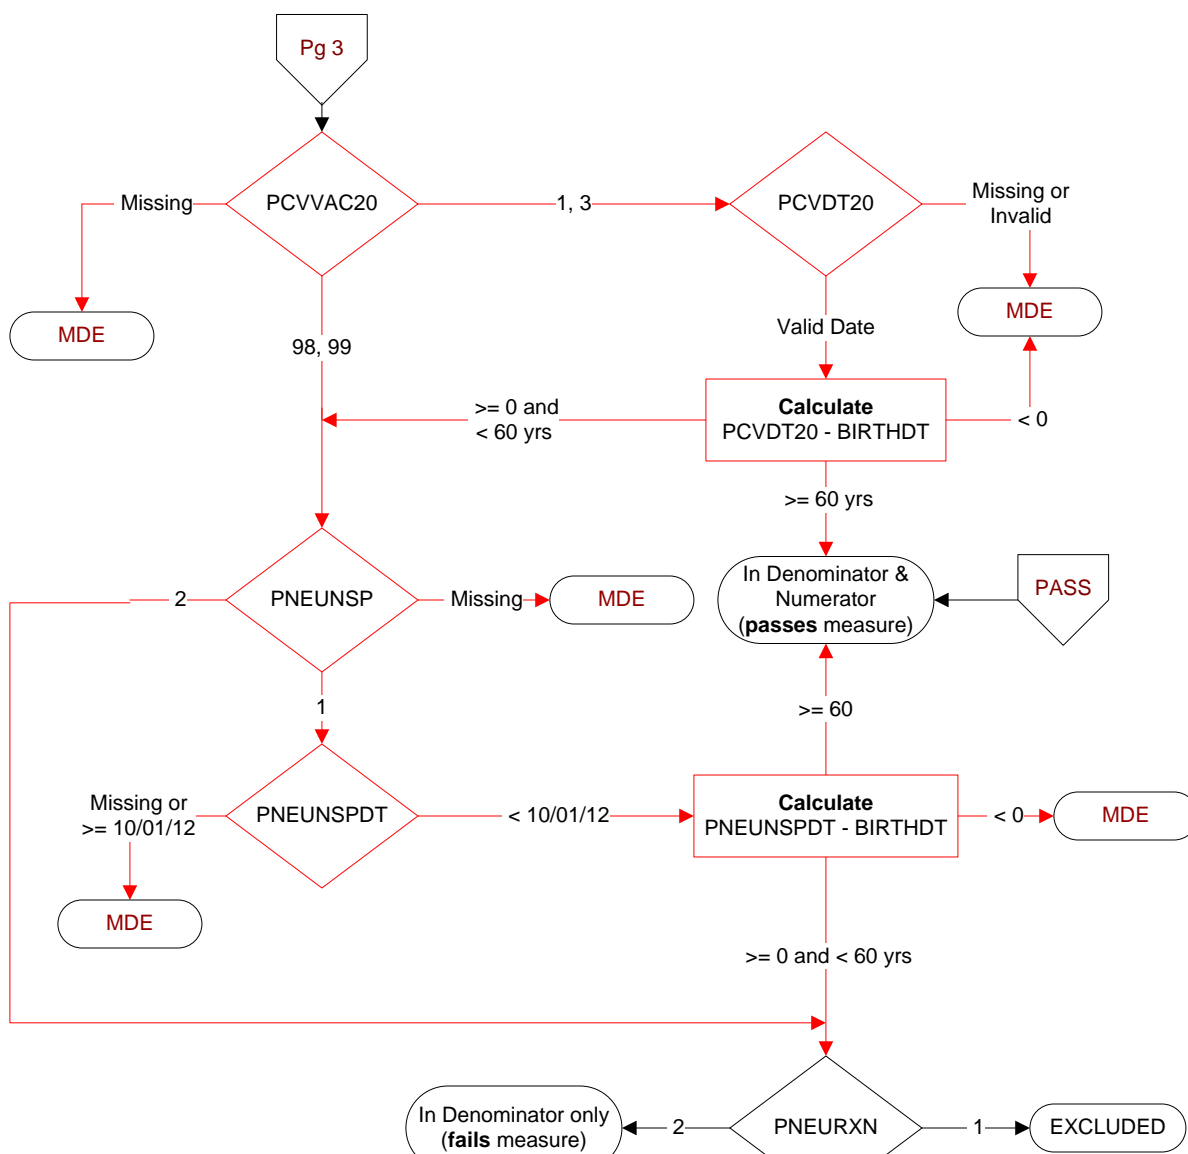 Pg 3
Missing
PCVVAC20
1, 3
PCVDT20
Missing or
Invalid
MDE
MDE
98, 99
Valid Date
>= 0 and
< 60 yrs
Calculate
PCVDT20 - BIRTHDT
< 0
>= 60 yrs
2
PNEUNSP
Missing
MDE
In Denominator &
Numerator
(passes measure)
PASS
1
>= 60
Missing or
>= 10/01/12
PNEUNSPDT
< 10/01/12
Calculate
PNEUNSPDT - BIRTHDT
< 0
MDE
MDE
>= 0 and < 60 yrs
In Denominator only
(fails measure)
2
PNEURXN
1
EXCLUDED